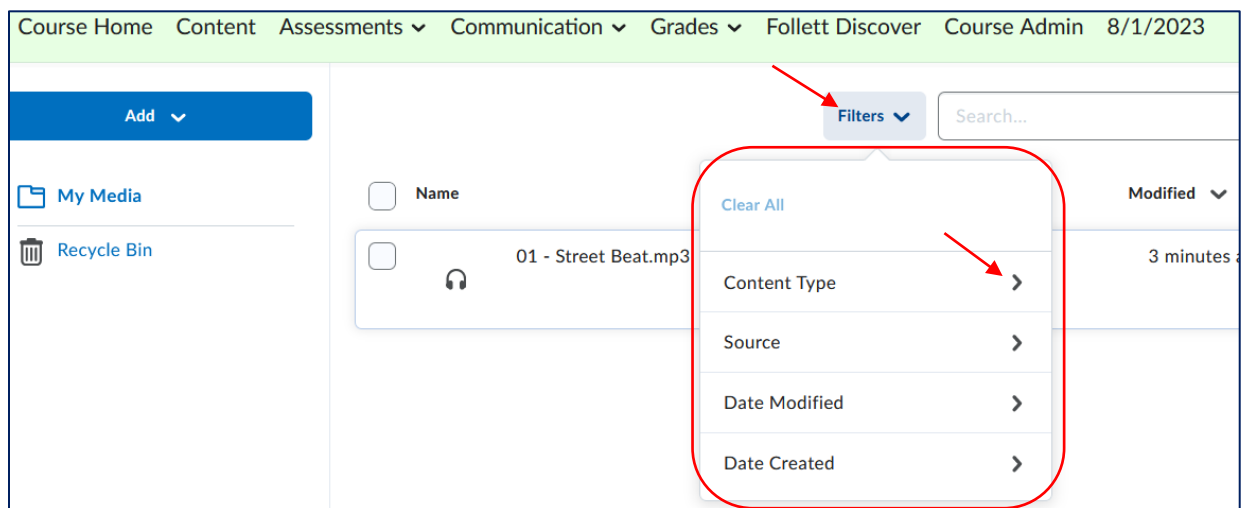 Course Home Content Assessments Communication Grades Follett Discover Course Admin 8/1/2023
Add
Filters
Search...
My Media
Recycle Bin
Name
Modified
Clear All
01 - Street Beat.mp3
3 minutes
Content Type
Source
Date Modified
Date Created